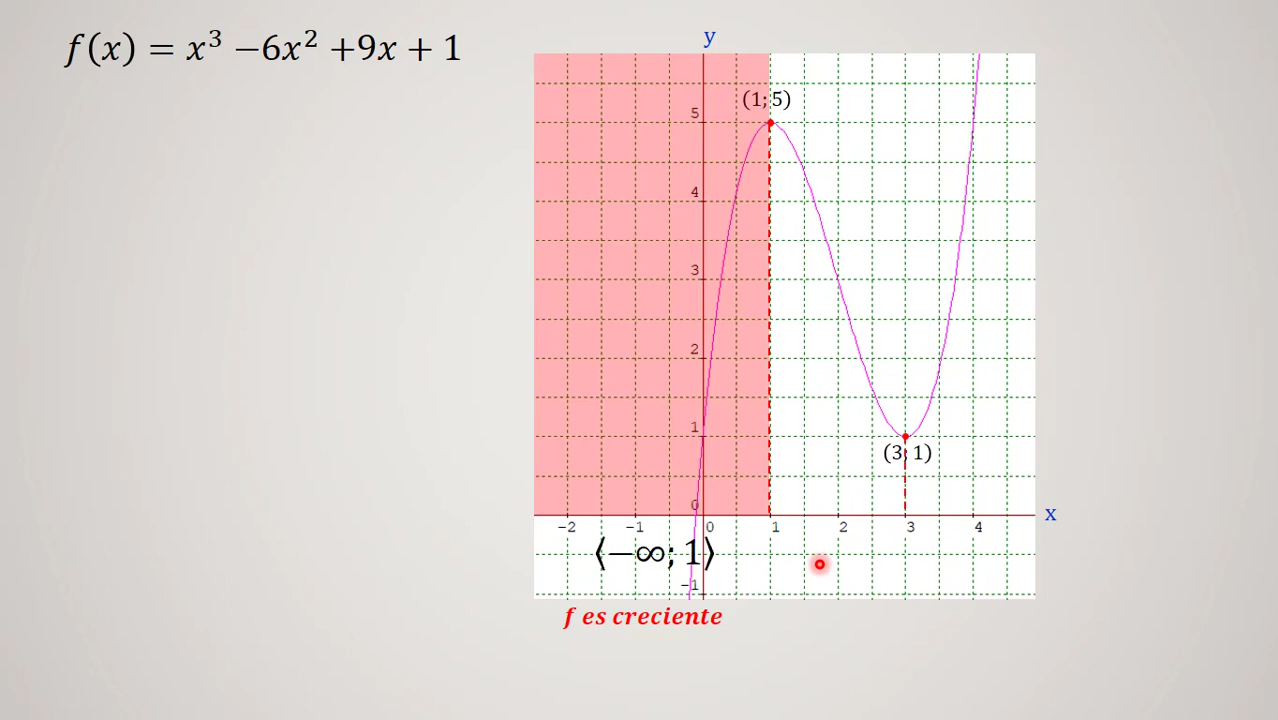 f(x) = x³ −6x² +9x + 1
y
(1; 5)
5
4
3
2
1
(3; 1)
0
-2 -1 0 1 2 3 4 x
⟨−∞; 1⟩
-1
f es creciente